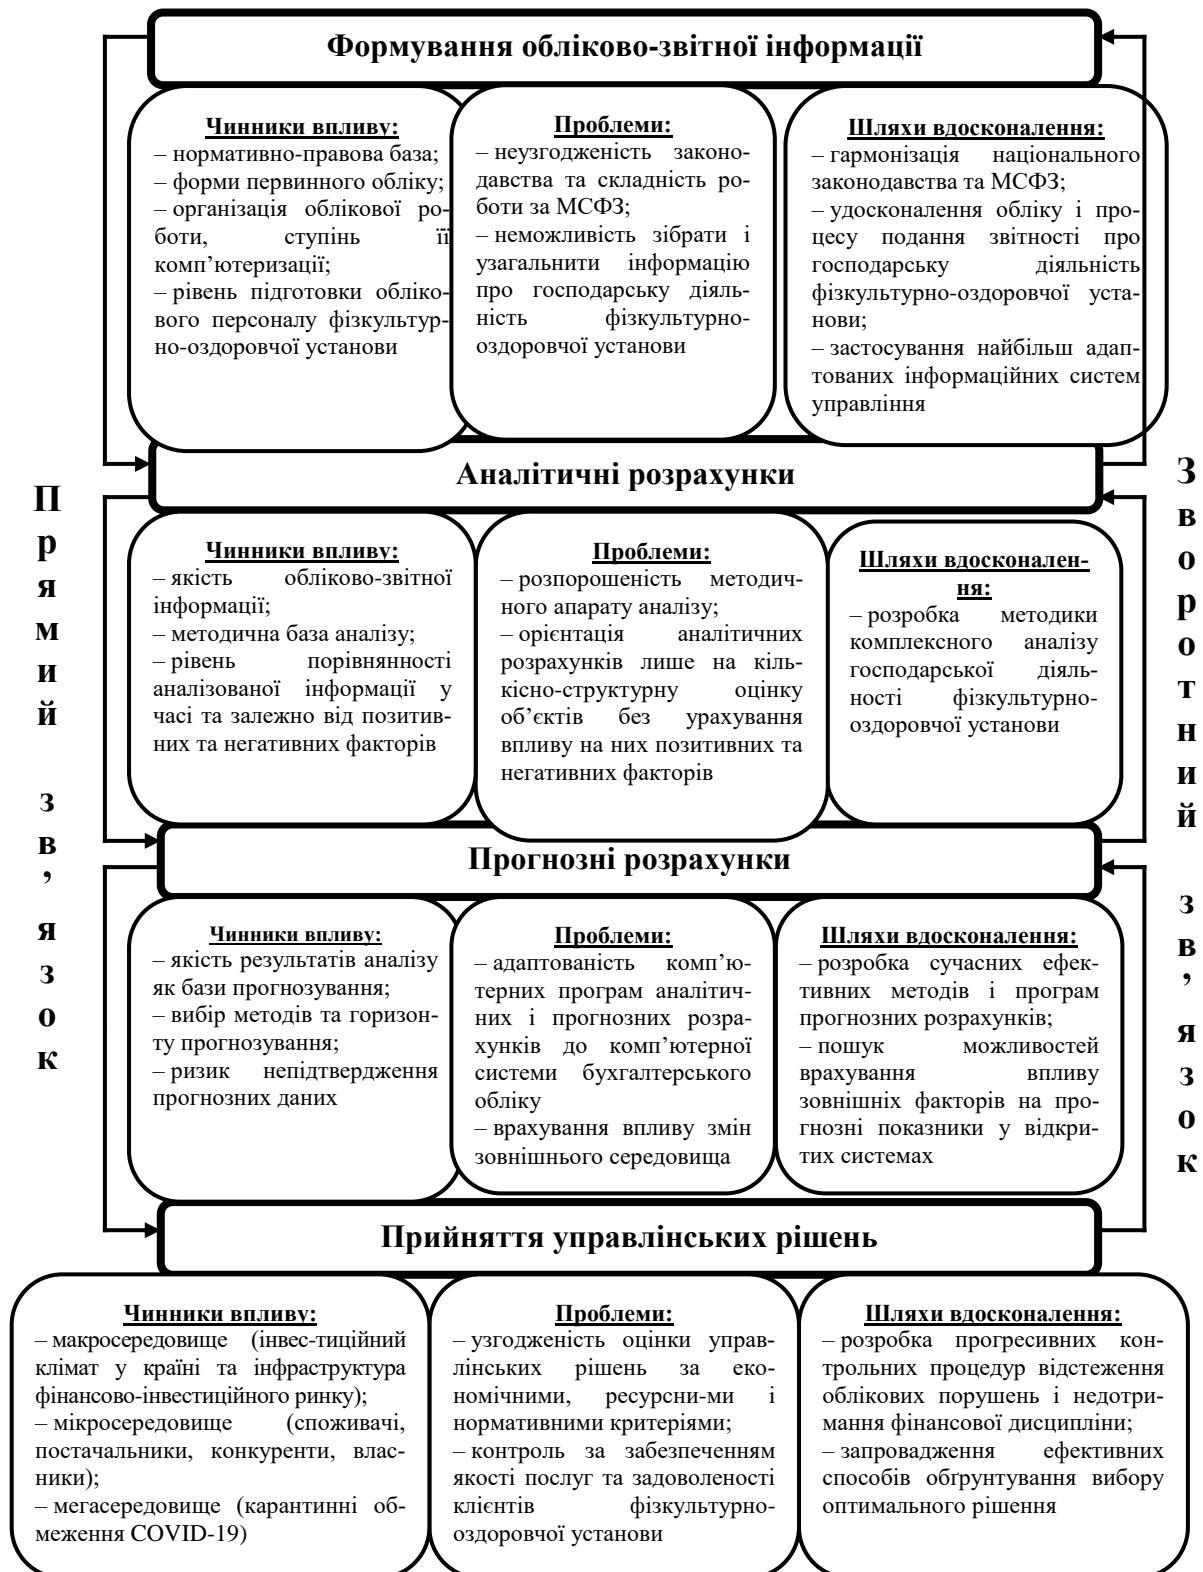 Формування обліково-звітної інформації
Чинники впливу:
– нормативно-правова база;
– форми первинного обліку;
– організація облікової ро-
боти, ступінь її
комп’ютеризації;
– рівень підготовки обліко-
вого персоналу фізкультур-
но-оздоровчої установи
Проблеми:
– неузгодженість законо-
давства та складність ро-
боти за МСФЗ;
– неможливість зібрати і
узагальнити інформацію
про господарську діяль-
ність фізкультурно-
оздоровчої установи
Шляхи вдосконалення:
– гармонізація національного
законодавства та МСФЗ;
– удосконалення обліку і про-
цесу подання звітності про
господарську діяльність
фізкультурно-оздоровчої уста-
нови;
– застосування найбільш адап-
тованих інформаційних систем
управління
Аналітичні розрахунки
Чинники впливу:
– якість обліково-звітної
інформації;
– методична база аналізу;
– рівень порівнянності
аналізованої інформації у
часі та залежно від позитив-
них та негативних факторів
Проблеми:
– розпорошеність методич-
ного апарату аналізу;
– орієнтація аналітичних
розрахунків лише на кіль-
кісно-структурну оцінку
об’єктів без урахування
впливу на них позитивних та
негативних факторів
Шляхи вдосконален-
ня:
– розробка методики
комплексного аналізу
господарської діяль-
ності фізкультурно-
оздоровчої установи
Прогнозні розрахунки
Чинники впливу:
– якість результатів аналізу
як бази прогнозування;
– вибір методів та горизон-
ту прогнозування;
– ризик непідтвердження
прогнозних даних
Проблеми:
– адаптованість комп’ю-
терних програм аналітич-
них і прогнозних розра-
хунків до комп’ютерної
системи бухгалтерського
обліку
– врахування впливу змін
зовнішнього середовища
Шляхи вдосконалення:
– розробка сучасних ефек-
тивних методів і програм
прогнозних розрахунків;
– пошук можливостей
врахування впливу
зовнішніх факторів на про-
гнозні показники у відкри-
тих системах
Прийняття управлінських рішень
Чинники впливу:
– макросередовище (інвес-тиційний
клімат у країні та інфраструктура
фінансово-інвестиційного ринку);
– мікросередовище (споживачі,
постачальники, конкуренти, влас-
ники);
– мегасередовище (карантинні об-
меження COVID-19)
Проблеми:
– узгодженість оцінки управ-
лінських рішень за еко-
номічними, ресурсни-ми і
нормативними критеріями;
– контроль за забезпеченням
якості послуг та задоволеності
клієнтів фізкультурно-
оздоровчої установи
Шляхи вдосконалення:
– розробка прогресивних кон-
трольних процедур відстеження
облікових порушень і недотри-
мання фінансової дисципліни;
– запровадження ефективних
способів обґрунтування вибору
оптимального рішення
Прямий зв’язок
Зворотний зв’язок